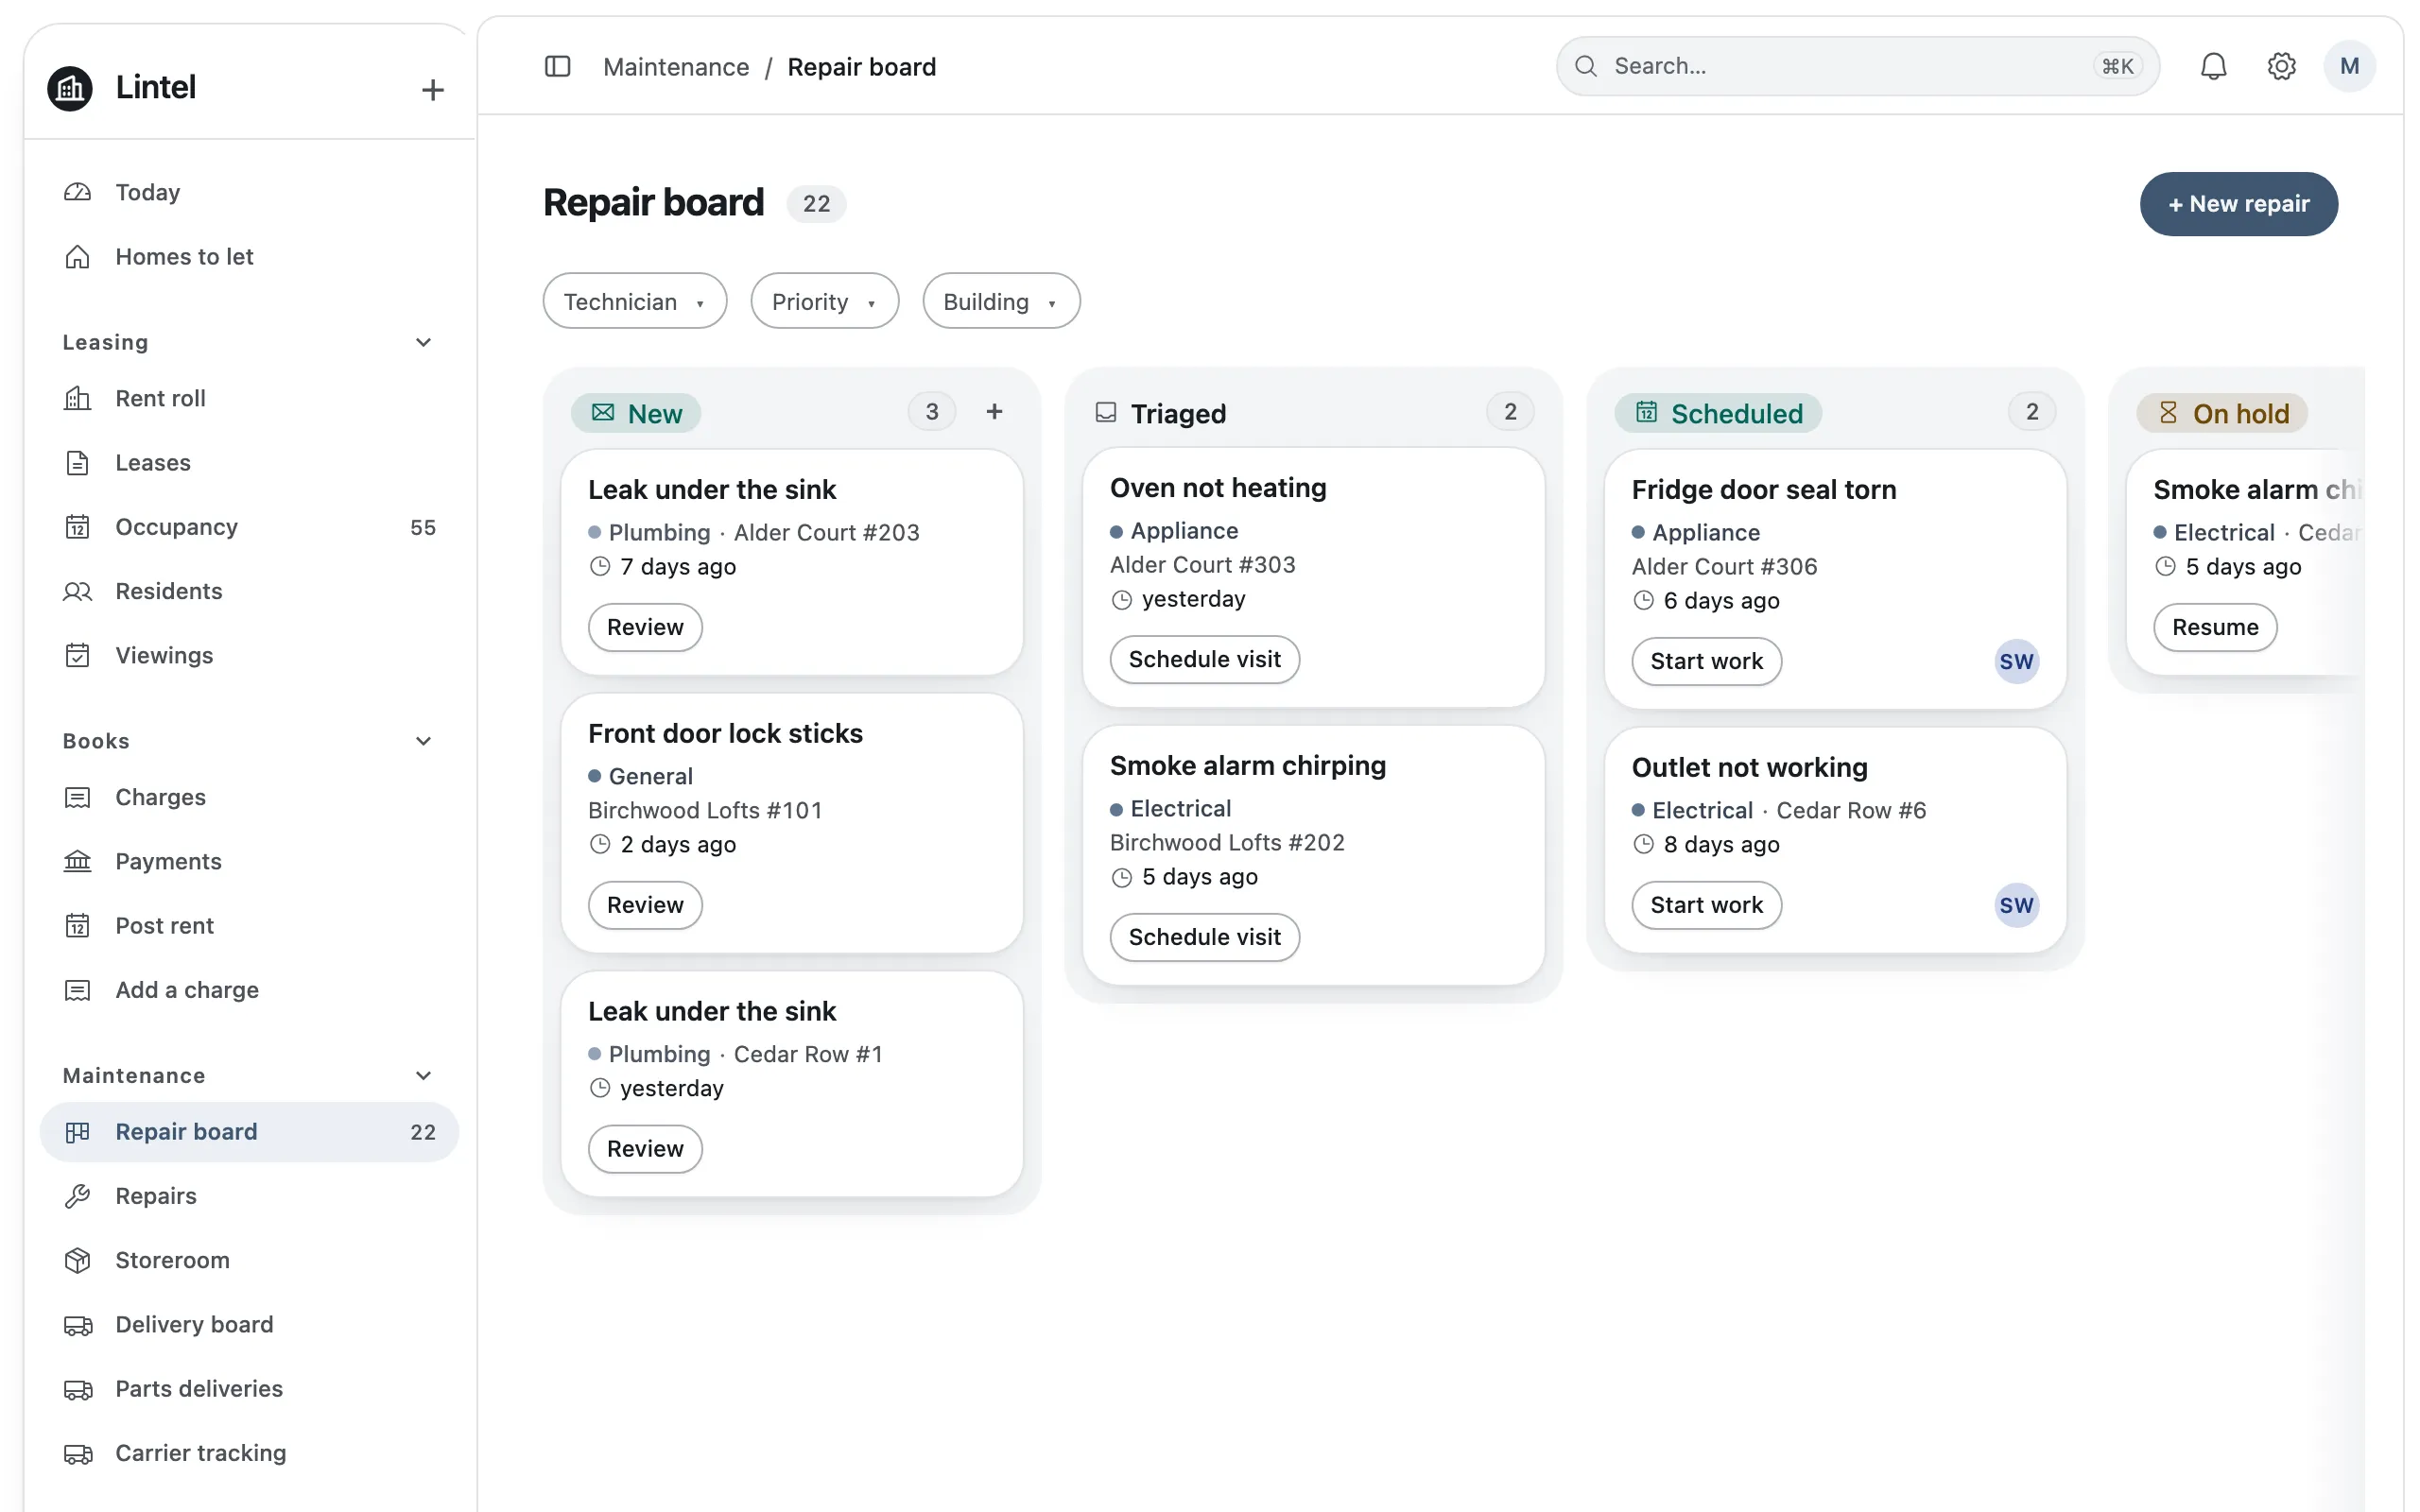 Lintel
Today
Homes to let
Leasing
Rent roll
Leases
12 Occupancy 55
Residents
Viewings
Books
Charges
Payments
12 Post rent
Add a charge
Maintenance
Repair board 22
Repairs
Storeroom
Delivery board
Parts deliveries
Carrier tracking
Maintenance / Repair board
Search... ⌘K
M
Repair board 22
+ New repair
Technician ▾
Priority ▾
Building ▾
New 3 +
Leak under the sink
Plumbing · Alder Court #203
7 days ago
Review
Front door lock sticks
General
Birchwood Lofts #101
2 days ago
Review
Leak under the sink
Plumbing · Cedar Row #1
yesterday
Review
Triaged 2
Oven not heating
Appliance
Alder Court #303
yesterday
Schedule visit
Smoke alarm chirping
Electrical
Birchwood Lofts #202
5 days ago
Schedule visit
12 Scheduled 2
Fridge door seal torn
Appliance
Alder Court #306
6 days ago
Start work SW
Outlet not working
Electrical · Cedar Row #6
8 days ago
Start work SW
On hold
Smoke alarm chi
Electrical · Cedar
5 days ago
Resume